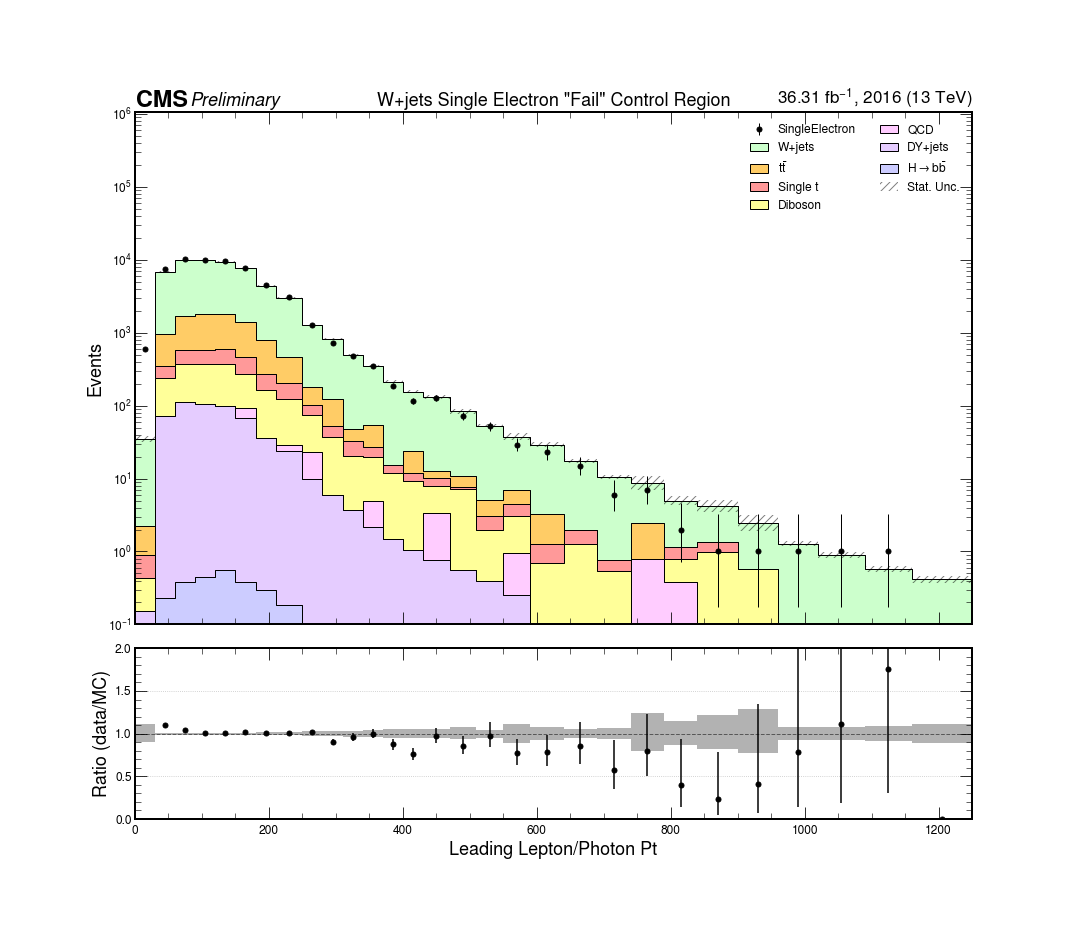 CMS Preliminary W+jets Single Electron "Fail" Control Region 36.31 fb⁻¹, 2016 (13 TeV)
10⁶
10⁵
10⁴
10³
10²
10¹
10⁰
10⁻¹
Events
SingleElectron
W+jets
tt̄
Single t
Diboson
QCD
DY+jets
H→bb̄
Stat. Unc.
2.0
1.5
1.0
0.5
0.0
Ratio (data/MC)
0 200 400 600 800 1000 1200
Leading Lepton/Photon Pt